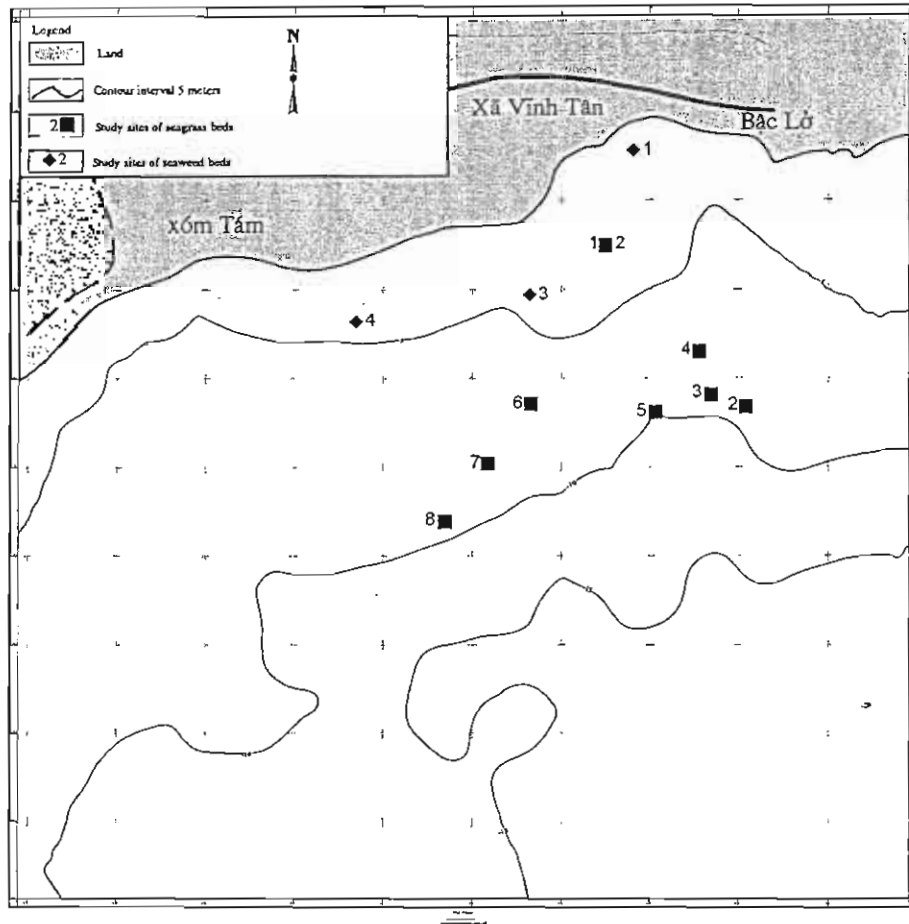 Legend
N
Land
Contour interval 5 meters
2 Study sites of seagrass beds
2 Study sites of seaweed beds
Xã Vĩnh Tân
Bậc Lở
xóm Tám
1
1 2
3
4
4
3 2
5
6
7
8